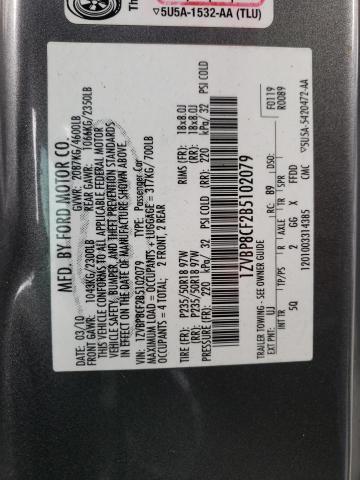 The
▽5U5A-1532-AA (TLU)
MFD. BY FORD MOTOR CO.
DATE: 03/10 GVWR: 2087KG/4600LB
FRONT GAWR: 1048KG/2300LB REAR GAWR: 1066KG/2350LB
THIS VEHICLE CONFORMS TO ALL APPLICABLE FEDERAL MOTOR
VEHICLE SAFETY AND THEFT PREVENTION STANDARDS IN EFFECT
ON THE DATE OF MANUFACTURE SHOWN ABOVE.
VIN: 1ZVBP8CF2B5102079 TYPE: Passenger Car
MAXIMUM LOAD = OCCUPANTS + LUGGAGE = 317KG / 700LB
OCCUPANTS = 4 TOTAL; 2 FRONT, 2 REAR
TIRE (FR): P235/50R18 97W RIMS (FR): 18x8.0J
(RR): P235/50R18 97W (RR): 18x8.0J
PRESSURE (FR): 220 kPa/ 32 PSI COLD (RR): 220 kPa/ 32 PSI COLD
1ZVBP8CF2B5102079
TRAILER TOWING - SEE OWNER GUIDE
F0119
R0089
EXT PNT: UJ RC: B9 DSO:
INT TR TP/PS R AXLE TR SPR
5Q 2 GG X FFDD CMC
12010033143B5
▽5U5A-5420472-AA